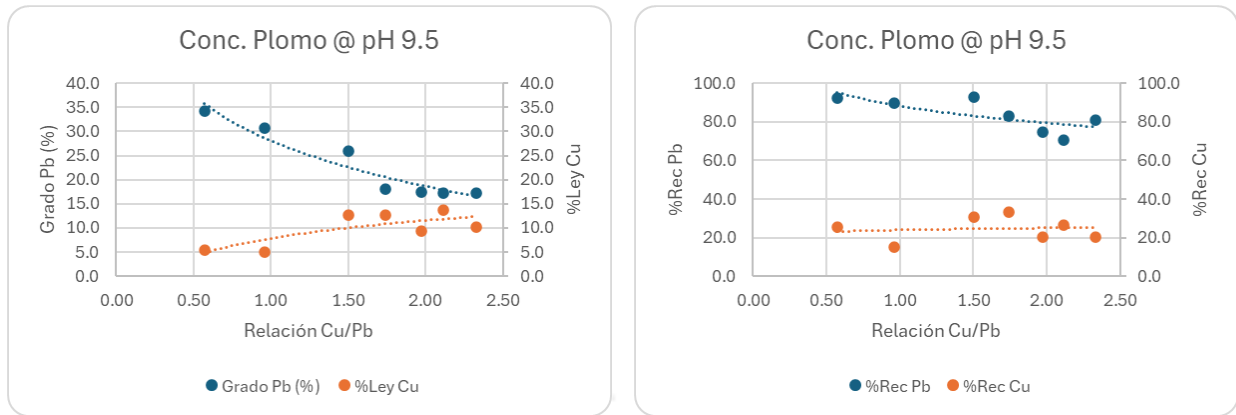 Conc. Plomo @ pH 9.5
40.0 40.0
35.0 35.0
30.0 30.0
25.0 25.0
20.0 20.0
15.0 15.0
10.0 10.0
5.0 5.0
0.0 0.0
0.00 0.50 1.00 1.50 2.00 2.50
Grado Pb (%)
%Ley Cu
Relación Cu/Pb
Grado Pb (%) %Ley Cu
Conc. Plomo @ pH 9.5
100.0 100.0
80.0 80.0
60.0 60.0
40.0 40.0
20.0 20.0
0.0 0.0
0.00 0.50 1.00 1.50 2.00 2.50
%Rec Pb
%Rec Cu
Relación Cu/Pb
%Rec Pb %Rec Cu